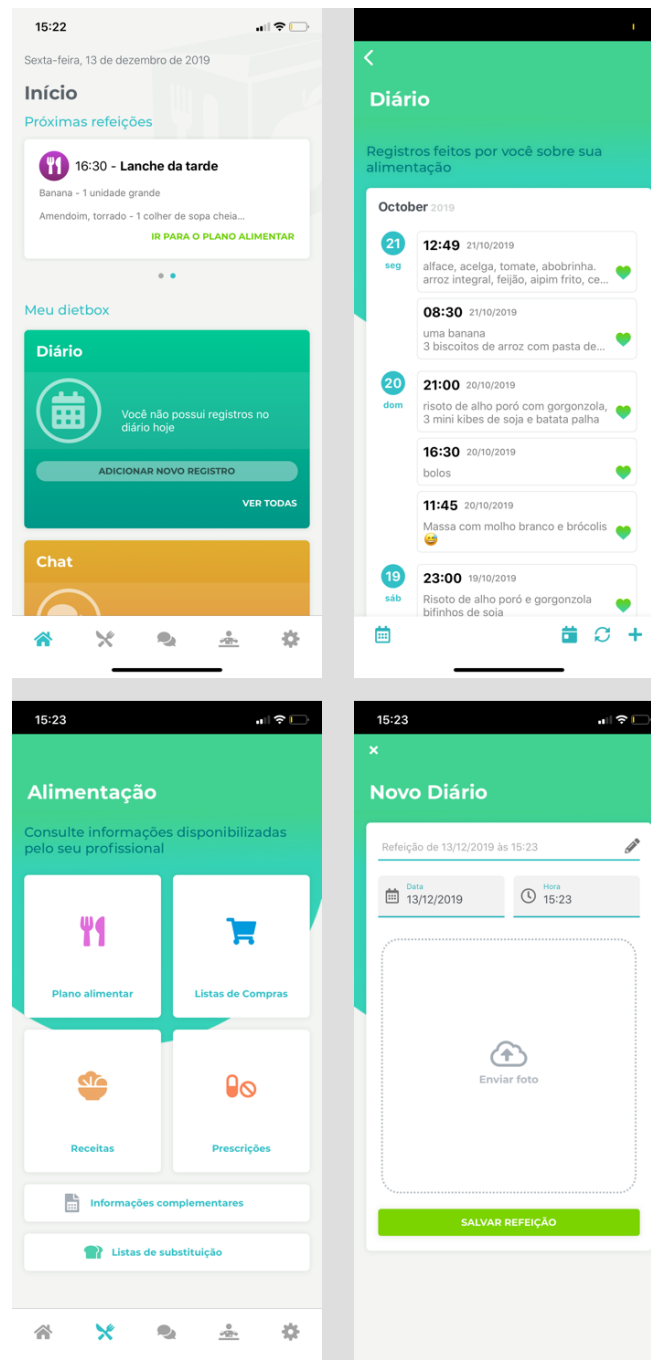 15:22
Sexta-feira, 13 de dezembro de 2019
Início
Próximas refeições
16:30 - Lanche da tarde
Banana - 1 unidade grande
Amendoim, torrado - 1 colher de sopa cheia...
IR PARA O PLANO ALIMENTAR
Meu dietbox
Diário
Você não possui registros no
diário hoje
ADICIONAR NOVO REGISTRO
VER TODAS
Chat
Diário
Registros feitos por você sobre sua
alimentação
October 2019
21
seg
12:49 21/10/2019
alface, acelga, tomate, abobrinha.
arroz integral, feijão, aipim frito, ce...
08:30 21/10/2019
uma banana
3 biscoitos de arroz com pasta de...
20
dom
21:00 20/10/2019
risoto de alho poró com gorgonzola,
3 mini kibes de soja e batata palha
16:30 20/10/2019
bolos
11:45 20/10/2019
Massa com molho branco e brócolis
😅
19
sáb
23:00 19/10/2019
Risoto de alho poró e gorgonzola
bifinhos de soja
15:23
Alimentação
Consulte informações disponibilizadas
pelo seu profissional
Plano alimentar
Listas de Compras
Receitas
Prescrições
Informações complementares
Listas de substituição
15:23
Novo Diário
Refeição de 13/12/2019 às 15:23
Data
13/12/2019
Hora
15:23
Enviar foto
SALVAR REFEIÇÃO